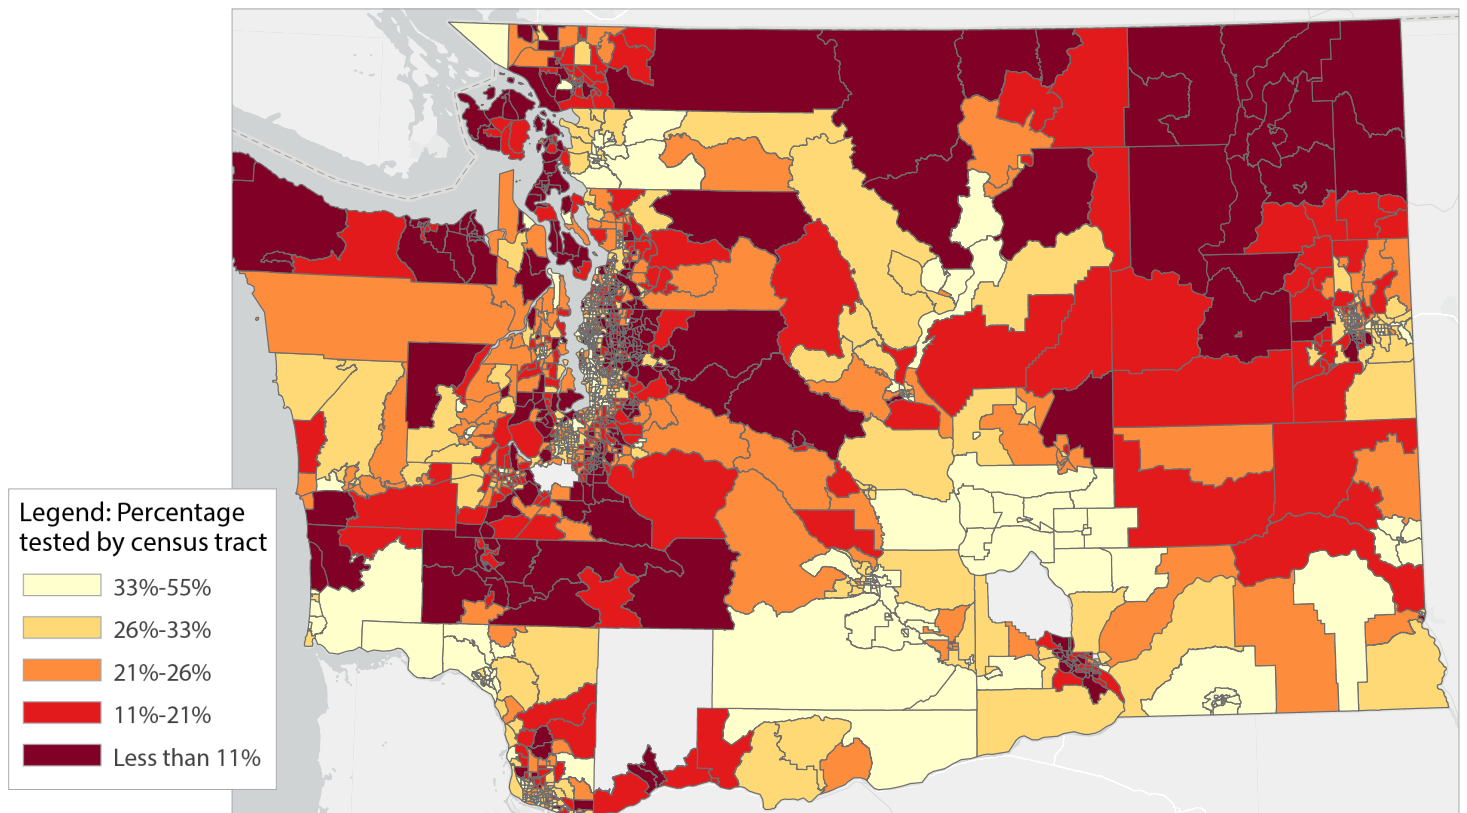 Legend: Percentage
tested by census tract
33%-55%
26%-33%
21%-26%
11%-21%
Less than 11%